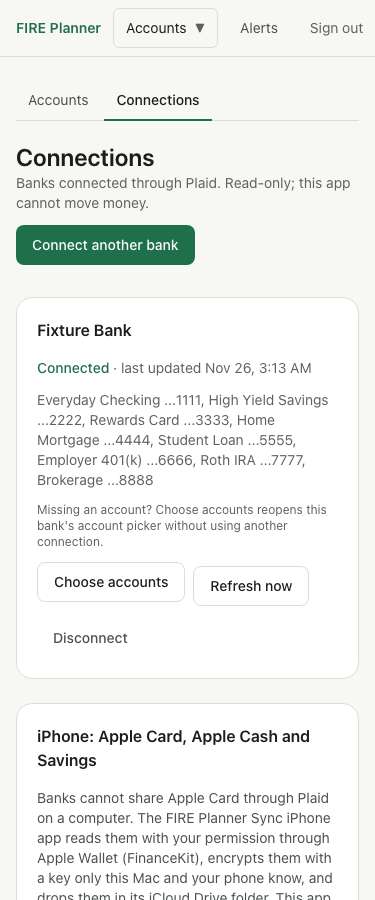 FIRE Planner
Accounts ▼
Alerts
Sign out
Accounts
Connections
Connections
Banks connected through Plaid. Read-only; this app
cannot move money.
Connect another bank
Fixture Bank
Connected · last updated Nov 26, 3:13 AM
Everyday Checking ...1111, High Yield Savings
...2222, Rewards Card ...3333, Home
Mortgage ...4444, Student Loan ...5555,
Employer 401(k) ...6666, Roth IRA ...7777,
Brokerage ...8888
Missing an account? Choose accounts reopens this
bank's account picker without using another
connection.
Choose accounts
Refresh now
Disconnect
iPhone: Apple Card, Apple Cash and
Savings
Banks cannot share Apple Card through Plaid
on a computer. The FIRE Planner Sync iPhone
app reads them with your permission through
Apple Wallet (FinanceKit), encrypts them with
a key only this Mac and your phone know, and
drops them in its iCloud Drive folder. This app